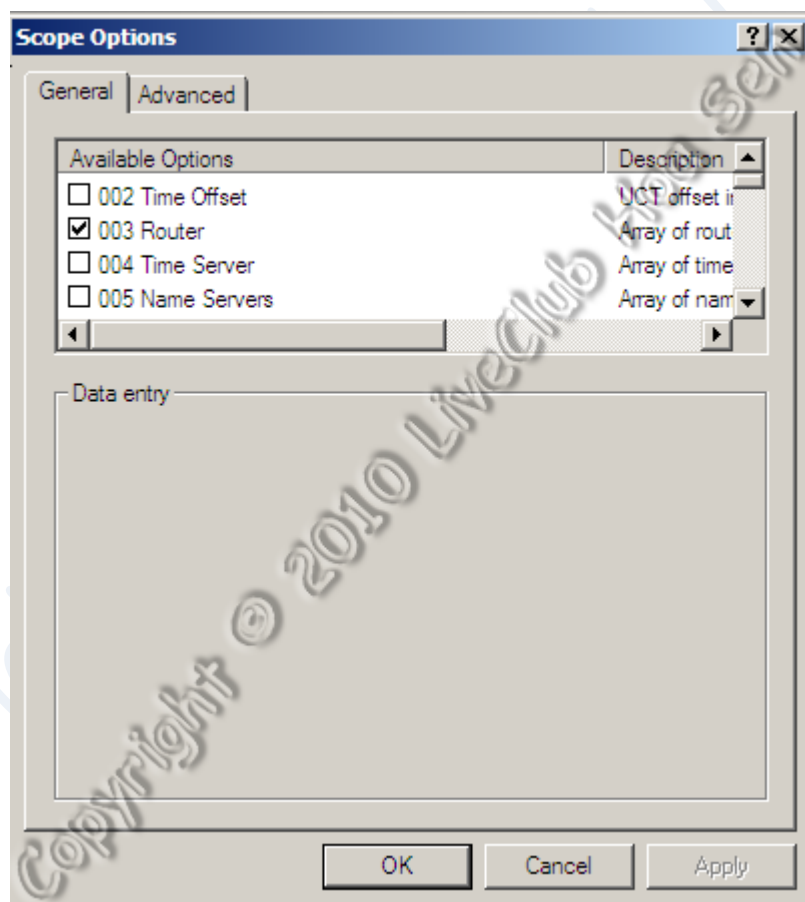 Scope Options
General Advanced
Available Options Description
002 Time Offset UCT offset i
003 Router Array of rout
004 Time Server Array of time
005 Name Servers Array of nam
Data entry
OK Cancel Apply
Copyright © 2010 LiveClub